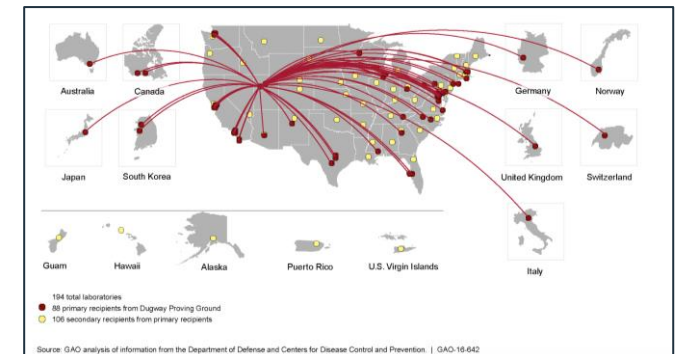 Australia
Canada
Germany
Norway
Japan
South Korea
United Kingdom
Switzerland
Guam
Hawaii
Alaska
Puerto Rico
U.S. Virgin Islands
Italy
194 total laboratories
88 primary recipients from Dugway Proving Ground
106 secondary recipients from primary recipients
Source: GAO analysis of information from the Department of Defense and Centers for Disease Control and Prevention. | GAO-16-642